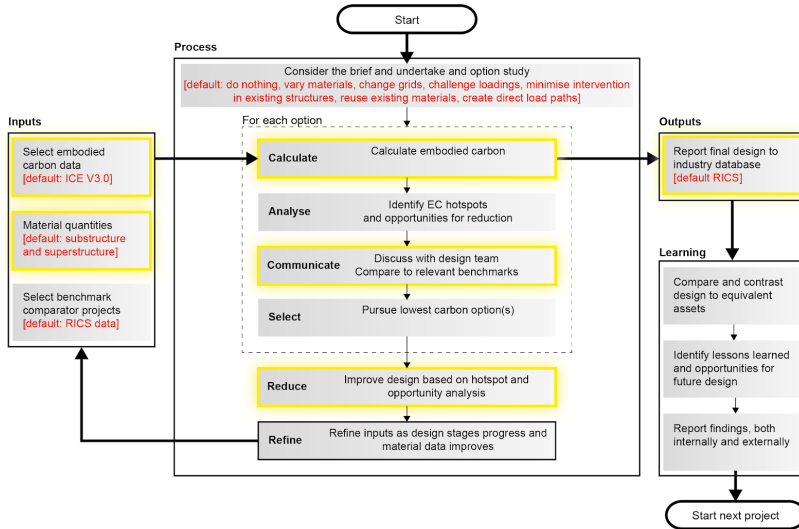 Start
Process
Consider the brief and undertake and option study
[default: do nothing, vary materials, change grids, challenge loadings, minimise intervention
in existing structures, reuse existing materials, create direct load paths]
Inputs
Select embodied
carbon data
[default: ICE V3.0]
Material quantities
[default: substructure
and superstructure]
Select benchmark
comparator projects
[default: RICS data]
For each option
Calculate
Calculate embodied carbon
Analyse
Identify EC hotspots
and opportunities for reduction
Communicate
Discuss with design team
Compare to relevant benchmarks
Select
Pursue lowest carbon option(s)
Reduce
Improve design based on hotspot and
opportunity analysis
Refine
Refine inputs as design stages progress and
material data improves
Outputs
Report final design to
industry database
[default RICS]
Learning
Compare and contrast
design to equivalent
assets
Identify lessons learned
and opportunities for
future design
Report findings, both
internally and externally
Start next project